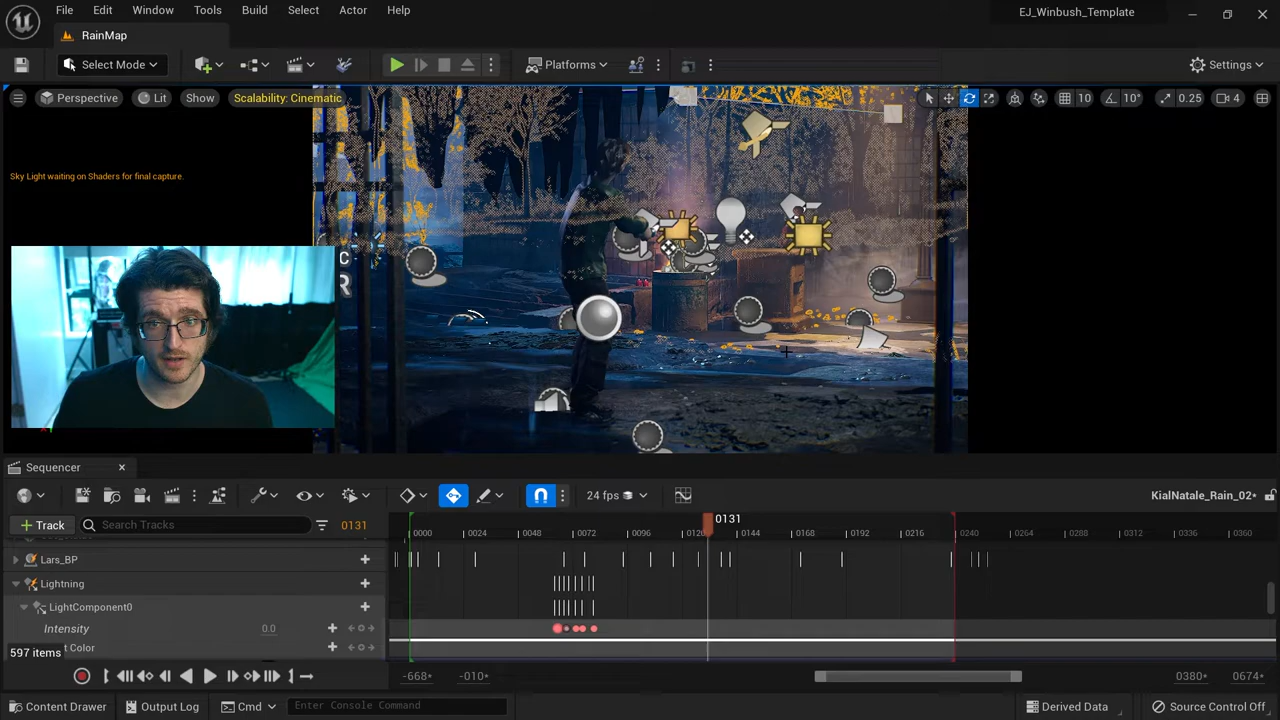 File Edit Window Tools Build Select Actor Help
EJ_Winbush_Template
RainMap
Select Mode
Platforms
Settings
Perspective Lit Show Scalability: Cinematic
10 10° 0.25 4
Sky Light waiting on Shaders for final capture.
C
R
Sequencer
24 fps
KialNatale_Rain_02*
Track Search Tracks 0131
0131
0000 0024 0048 0072 0096 0120 0144 0168 0192 0216 0240 0264 0288 0312 0336 0360
Lars_BP
Lightning
LightComponent0
Intensity 0.0
t Color
597 items
-668* -010* 0380* 0674*
Content Drawer Output Log Cmd Enter Console Command Derived Data Source Control Off